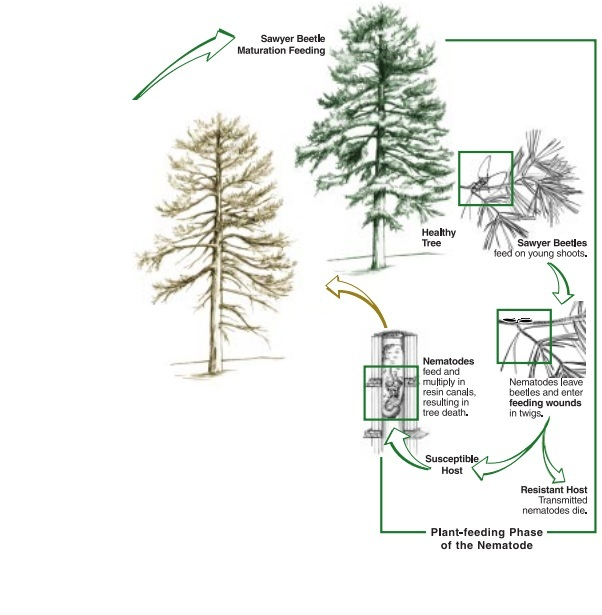 Sawyer Beetle
Maturation Feeding
Healthy
Tree
Sawyer Beetles
feed on young shoots.
Nematodes leave
beetles and enter
feeding wounds
in twigs.
Nematodes
feed and
multiply in
resin canals,
resulting in
tree death.
Susceptible
Host
Resistant Host
Transmitted
nematodes die.
Plant-feeding Phase
of the Nematode